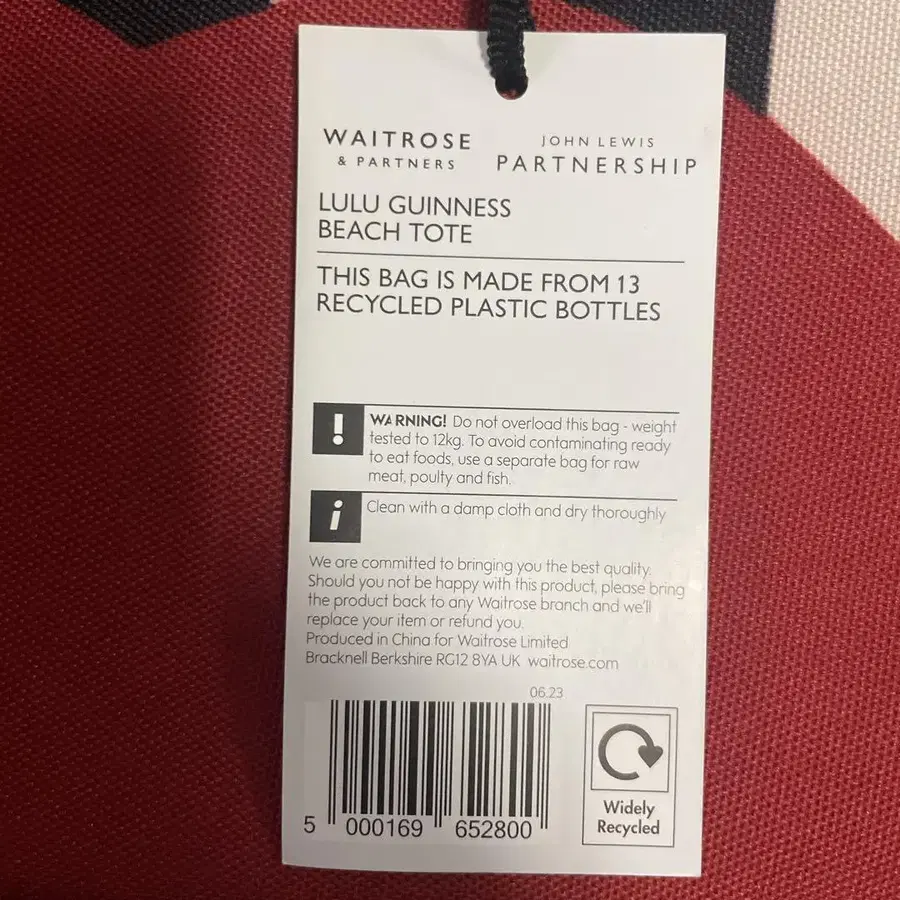 WAITROSE
& PARTNERS
JOHN LEWIS
PARTNERSHIP
LULU GUINNESS
BEACH TOTE
THIS BAG IS MADE FROM 13
RECYCLED PLASTIC BOTTLES
! WARNING! Do not overload this bag - weight
tested to 12kg. To avoid contaminating ready
to eat foods, use a separate bag for raw
meat, poulty and fish.
i Clean with a damp cloth and dry thoroughly
We are committed to bringing you the best quality.
Should you not be happy with this product, please bring
the product back to any Waitrose branch and we'll
replace your item or refund you.
Produced in China for Waitrose Limited
Bracknell Berkshire RG12 8YA UK waitrose.com
06.23
5 000169 652800
Widely
Recycled